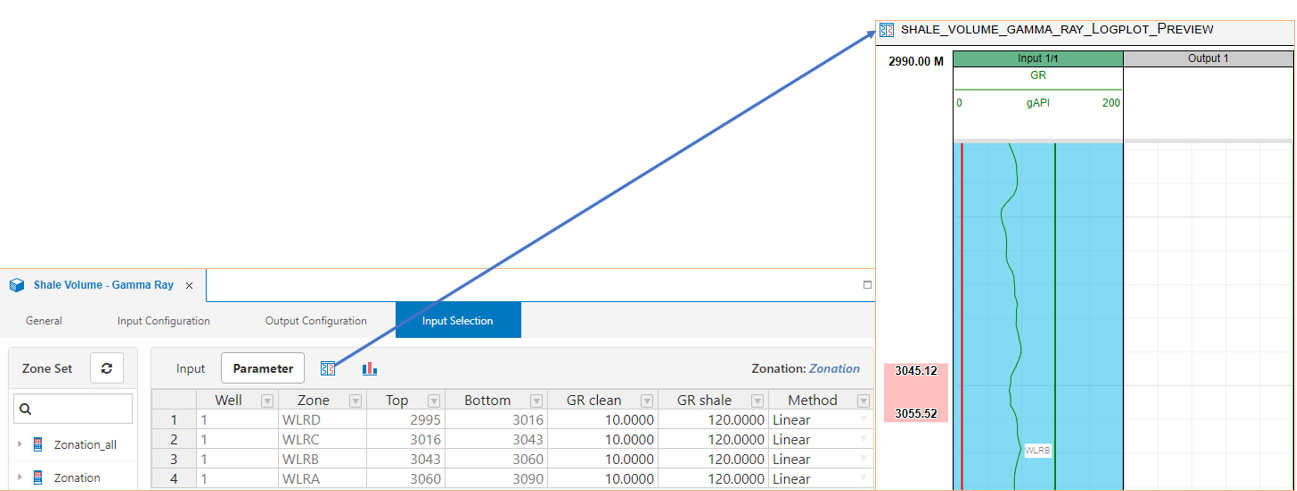 SHALE_VOLUME_GAMMA_RAY_LOGPLOT_PREVIEW
2990.00 M
Input 1/1
Output 1
GR
0 gAPI 200
3045.12
3055.52
WLRB
Shale Volume - Gamma Ray ×
General Input Configuration Output Configuration Input Selection
Zone Set
Zonation_all
Zonation
Input Parameter Zonation: Zonation
Well Zone Top Bottom GR clean GR shale Method
1 1 WLRD 2995 3016 10.0000 120.0000 Linear
2 1 WLRC 3016 3043 10.0000 120.0000 Linear
3 1 WLRB 3043 3060 10.0000 120.0000 Linear
4 1 WLRA 3060 3090 10.0000 120.0000 Linear